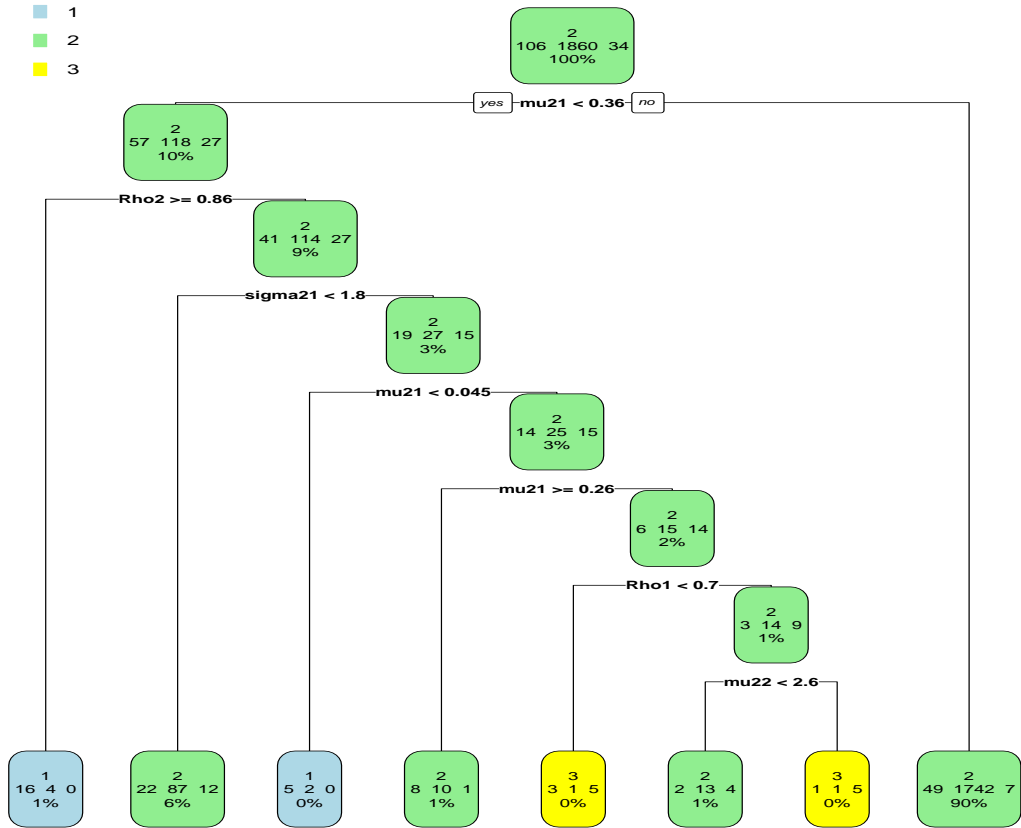 1
2
3
2
106 1860 34
100%
yes mu21 < 0.36 no
2
57 118 27
10%
Rho2 >= 0.86
2
41 114 27
9%
sigma21 < 1.8
2
19 27 15
3%
mu21 < 0.045
2
14 25 15
3%
mu21 >= 0.26
2
6 15 14
2%
Rho1 < 0.7
2
3 14 9
1%
mu22 < 2.6
1
16 4 0
1%
2
22 87 12
6%
1
5 2 0
0%
2
8 10 1
1%
3
3 1 5
0%
2
2 13 4
1%
3
1 1 5
0%
2
49 1742 7
90%